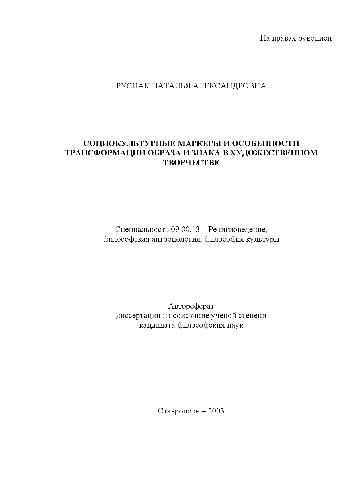 На правах рукописи
РУСНАК НАТАЛЬЯ АЛЕКСАНДРОВНА
СОЦИОКУЛЬТУРНЫЕ МАРКЕРЫ И ОСОБЕННОСТИ
ТРАНСФОРМАЦИИ ОБРАЗА И ЗНАКА В ХУДОЖЕСТВЕННОМ
ТВОРЧЕСТВЕ
Специальность 09.00.13 – Религиоведение,
философская антропология, философия культуры
Автореферат
диссертации на соискание ученой степени
кандидата философских наук
Ставрополь – 2003